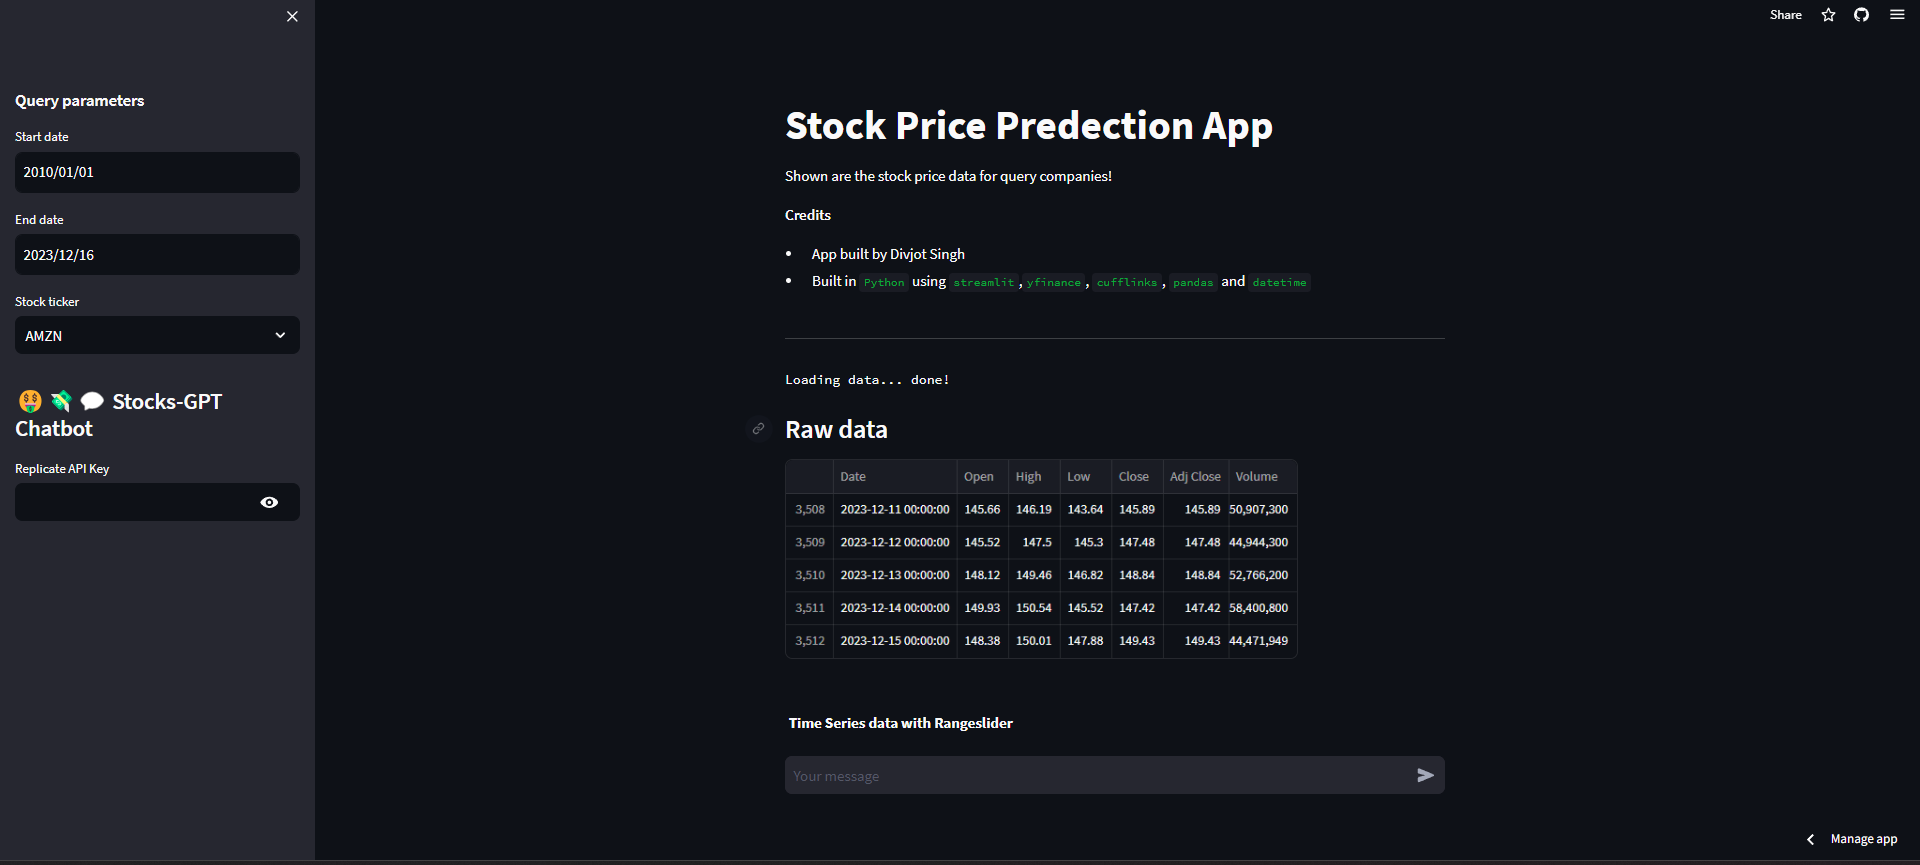 Share
Query parameters
Start date
2010/01/01
End date
2023/12/16
Stock ticker
AMZN
🤑 💸 💬 Stocks-GPT
Chatbot
Replicate API Key
Stock Price Predection App
Shown are the stock price data for query companies!
Credits
• App built by Divjot Singh
• Built in Python using streamlit, yfinance, cufflinks, pandas and datetime
Loading data... done!
Raw data
Date Open High Low Close Adj Close Volume
3,508 2023-12-11 00:00:00 145.66 146.19 143.64 145.89 145.89 50,907,300
3,509 2023-12-12 00:00:00 145.52 147.5 145.3 147.48 147.48 44,944,300
3,510 2023-12-13 00:00:00 148.12 149.46 146.82 148.84 148.84 52,766,200
3,511 2023-12-14 00:00:00 149.93 150.54 145.52 147.42 147.42 58,400,800
3,512 2023-12-15 00:00:00 148.38 150.01 147.88 149.43 149.43 44,471,949
Time Series data with Rangeslider
Your message
Manage app